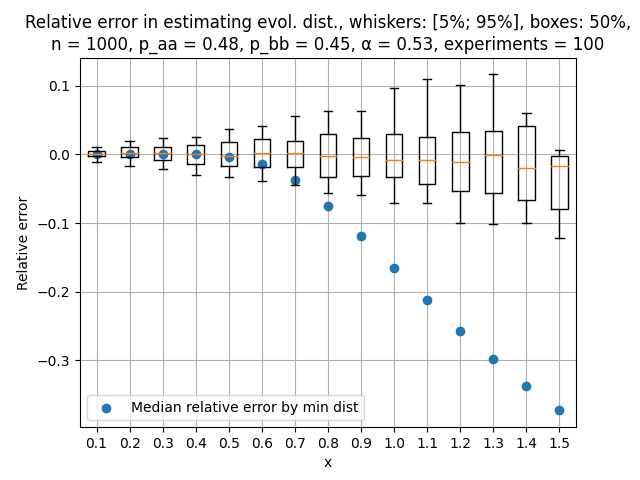 Relative error in estimating evol. dist., whiskers: [5%; 95%], boxes: 50%,
n = 1000, p_aa = 0.48, p_bb = 0.45, α = 0.53, experiments = 100
0.1
0.0
−0.1
−0.2
−0.3
Relative error
Median relative error by min dist
0.1 0.2 0.3 0.4 0.5 0.6 0.7 0.8 0.9 1.0 1.1 1.2 1.3 1.4 1.5
x